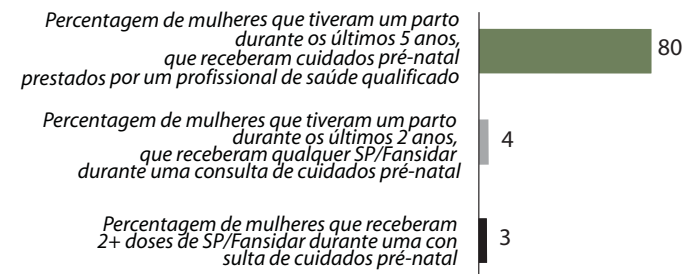 Percentagem de mulheres que tiveram um parto
durante os últimos 5 anos,
que receberam cuidados pré-natal
prestados por um profissional de saúde qualificado
80
Percentagem de mulheres que tiveram um parto
durante os últimos 2 anos,
que receberam qualquer SP/Fansidar
durante uma consulta de cuidados pré-natal
4
Percentagem de mulheres que receberam
2+ doses de SP/Fansidar durante uma con
sulta de cuidados pré-natal
3